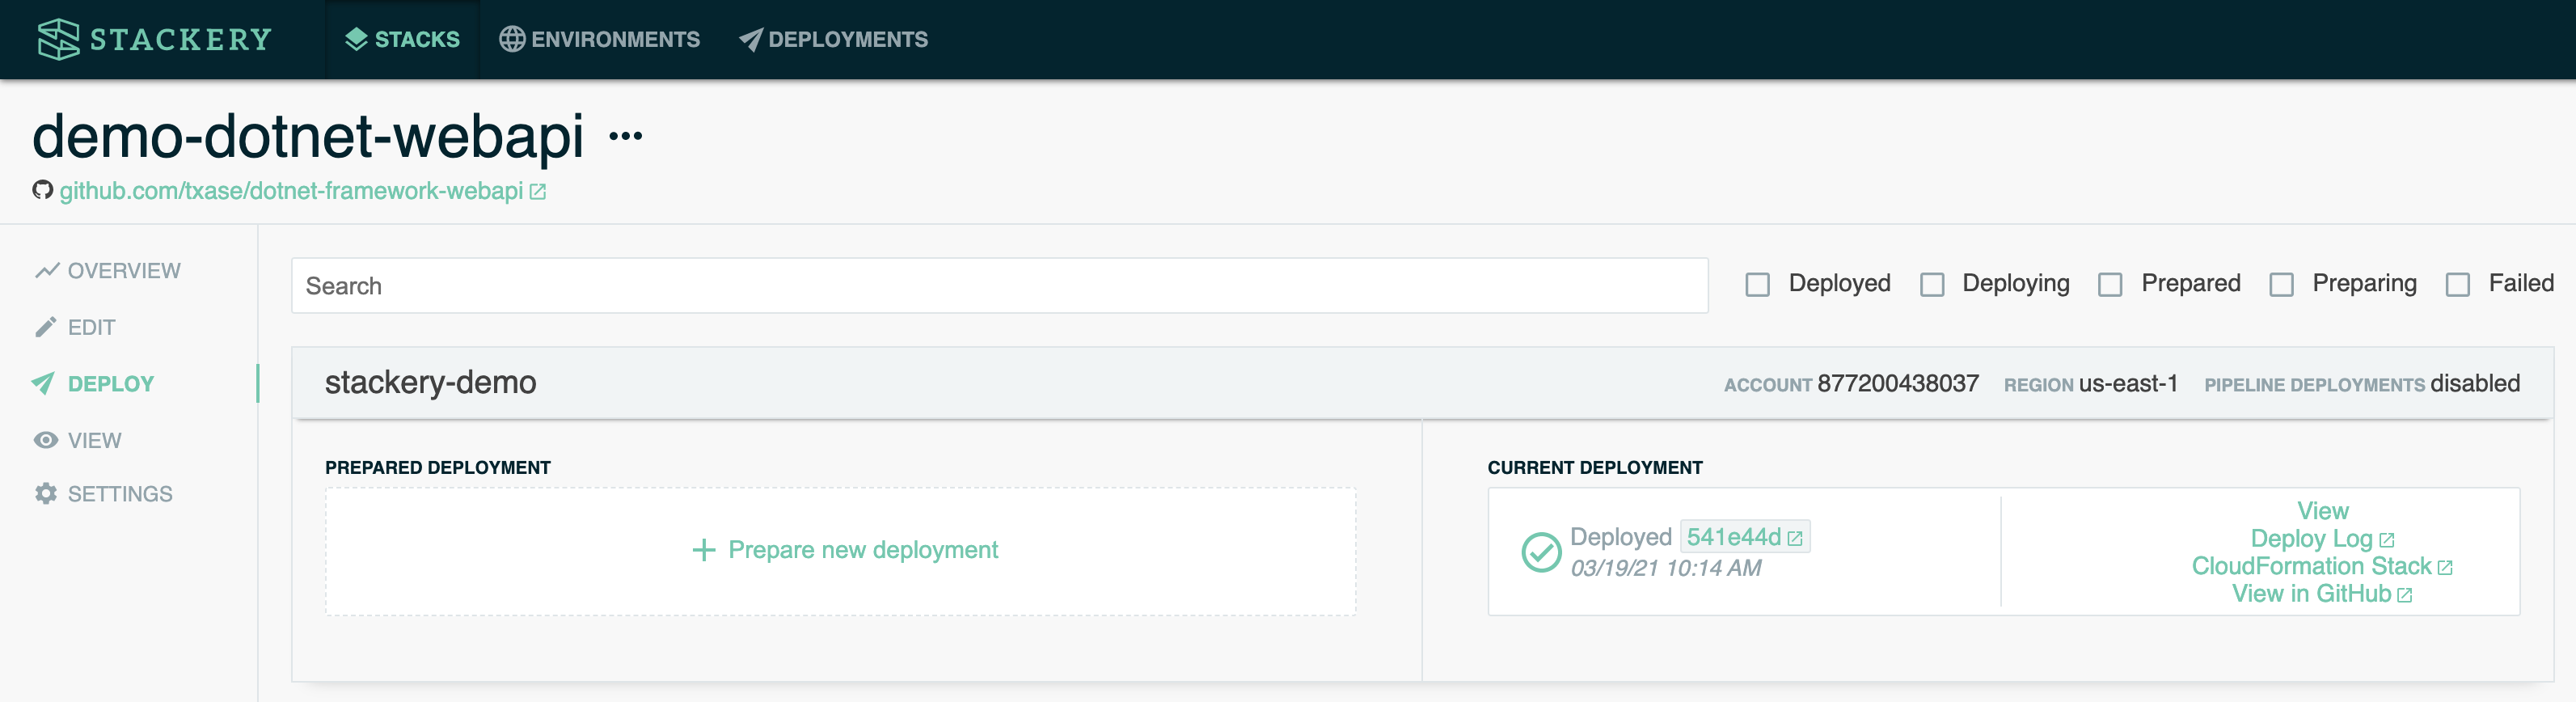 STACKERY STACKS ENVIRONMENTS DEPLOYMENTS
demo-dotnet-webapi ...
github.com/txase/dotnet-framework-webapi
OVERVIEW
EDIT
DEPLOY
VIEW
SETTINGS
Search
Deployed Deploying Prepared Preparing Failed
stackery-demo ACCOUNT 877200438037 REGION us-east-1 PIPELINE DEPLOYMENTS disabled
PREPARED DEPLOYMENT
+ Prepare new deployment
CURRENT DEPLOYMENT
Deployed 541e44d
03/19/21 10:14 AM
View
Deploy Log
CloudFormation Stack
View in GitHub